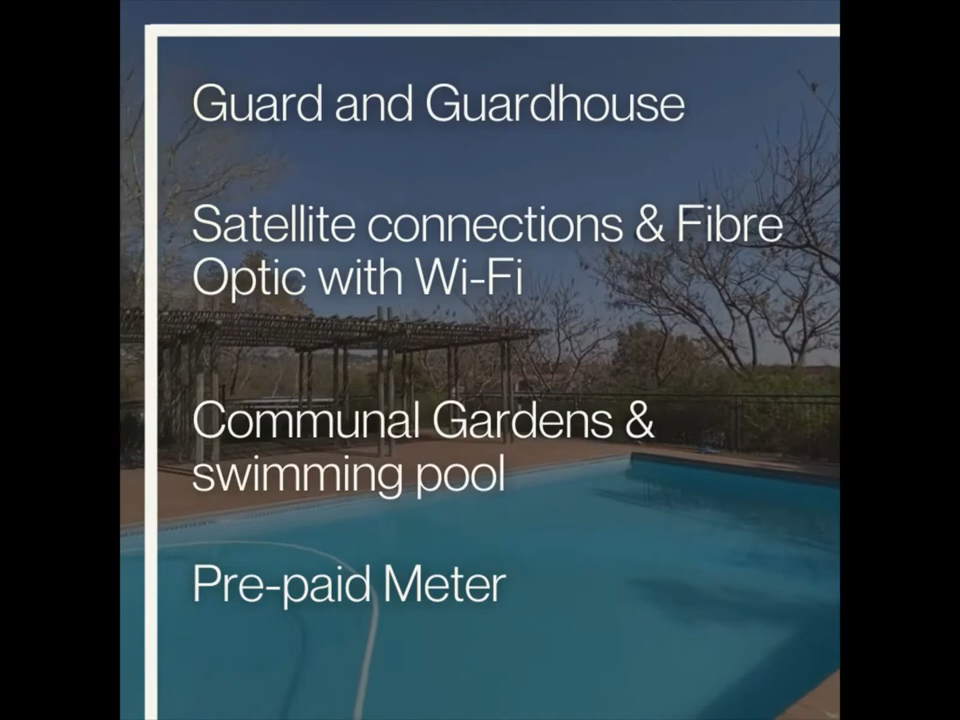 Guard and Guardhouse
Satellite connections & Fibre
Optic with Wi-Fi
Communal Gardens &
swimming pool
Pre-paid Meter